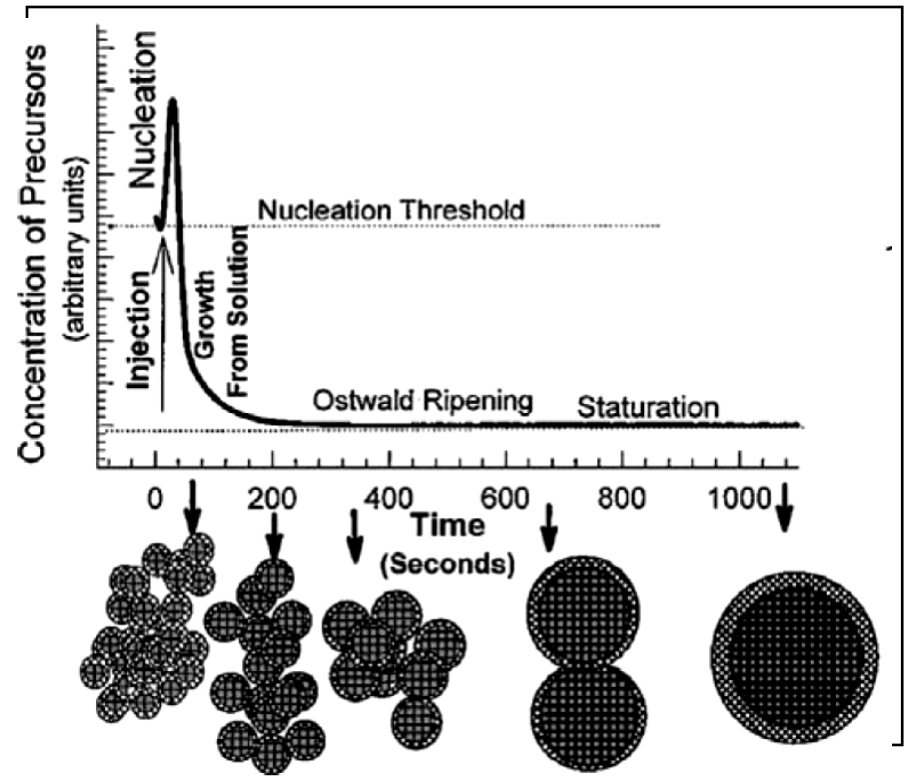 Concentration of Precursors
(arbitrary units)
Nucleation
Nucleation Threshold
Injection
Growth
From Solution
Ostwald Ripening
Staturation
0 200 400 600 800 1000
Time
(Seconds)